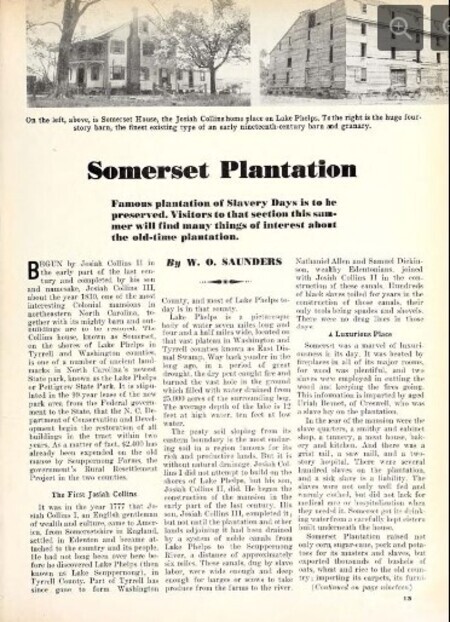 On the left, above, is Somerset House, the Josiah Collins home place on Lake Phelps. To the right is the huge four-
story barn, the finest existing type of an early nineteenth-century barn and granary.
Somerset Plantation
Famous plantation of Slavery Days is to be
preserved. Visitors to that section this sum-
mer will find many things of interest about
the old-time plantation.
BEGUN by Josiah Collins II in
the early part of the last cen-
tury and completed by his son
and namesake, Josiah Collins III,
about the year 1830, one of the most
interesting Colonial mansions in
northeastern North Carolina, to-
gether with its mighty barn and out-
buildings are to be restored. The
Collins house, known as Somerset,
on the shores of Lake Phelps in
Tyrrell and Washington counties,
is one of a number of ancient land-
marks in North Carolina's newest
State park, known as the Lake Phelps
or Pettigrew State Park. It is stipu-
lated in the 99-year lease of the new
park area from the Federal govern-
ment to the State, that the N. C. De-
partment of Conservation and Devel-
opment begin the restoration of all
buildings in the tract within two
years. As a matter of fact, $2,400 has
already been expended on the old
house by Scuppernong Farms, the
government's Rural Resettlement
Project in the two counties.
The First Josiah Collins
It was in the year 1777 that Jo-
siah Collins I, an English gentleman
of wealth and culture, came to Amer-
ica, from Somersetshire in England,
settled in Edenton and became at-
tached to the country and its people.
He had not long been over here be-
fore he discovered Lake Phelps (then
known as Lake Scuppernong), in
Tyrrell County. Part of Tyrrell has
since gone to form Washington
By W. O. SAUNDERS
County, and most of Lake Phelps to-
day is in that county.
Lake Phelps is a picturesque
body of water seven miles long and
four and a half miles wide, located on
that vast plateau in Washington and
Tyrrell counties known as East Dis-
mal Swamp. Way back yonder in the
long ago, in a period of great
drought, the dry peat caught fire and
burned the vast hole in the ground
which filled with water drained from
25,000 acres of the surrounding bog.
The average depth of the lake is 12
feet at high water, ten feet at low
water.
The peaty soil sloping from its
eastern boundary is the most endur-
ing soil in a region famous for its
rich and productive lands. But it is
without natural drainage. Josiah Col-
lins I did not attempt to build on the
shores of Lake Phelps, but his son,
Josiah Collins II, did. He began the
construction of the mansion in the
early part of the last century. His
son, Josiah Collins III, completed it;
but not until the plantation and other
lands adjoining it had been drained
by a system of noble canals from
Lake Phelps to the Scuppernong
River, a distance of approximately
six miles. These canals, dug by slave
labor, were wide enough and deep
enough for barges or scows to take
produce from the farms to the river.
Nathaniel Allen and Samuel Dickin-
son, wealthy Edentonians, joined
with Josiah Collins II in the con-
struction of these canals. Hundreds
of black slaves toiled for years in the
construction of these canals, their
only tools being spades and shovels.
There were no drag lines in those
days.
A Luxurious Place
Somerset was a marvel of luxuri-
ousness in its day. It was heated by
fireplaces in all of its major rooms,
for wood was plentiful, and two
slaves were employed in cutting the
wood and keeping the fires going.
This information is imparted by aged
Uriah Bennet, of Creswell, who was
a slave boy on the plantation.
In the rear of the mansion were the
slave quarters, a smithy and cabinet
shop, a tannery, a meat house, bak-
ery and kitchen. And there was a
grist mill, a saw mill, and a two-
story hospital. There were several
hundred slaves on the plantation,
and a sick slave is a liability. The
slaves were not only well fed and
warmly clothed, but did not lack for
medical care or hospitalization when
they needed it. Somerset got its drink-
ing water from a carefully kept cistern
built underneath the home.
Somerset Plantation raised not
only corn, sugar-cane, pork and pota-
toes for its masters and slaves, but
exported thousands of bushels of
oats, wheat and rice to the old coun-
try; importing its carpets, its furni-
(Continued on page nineteen)